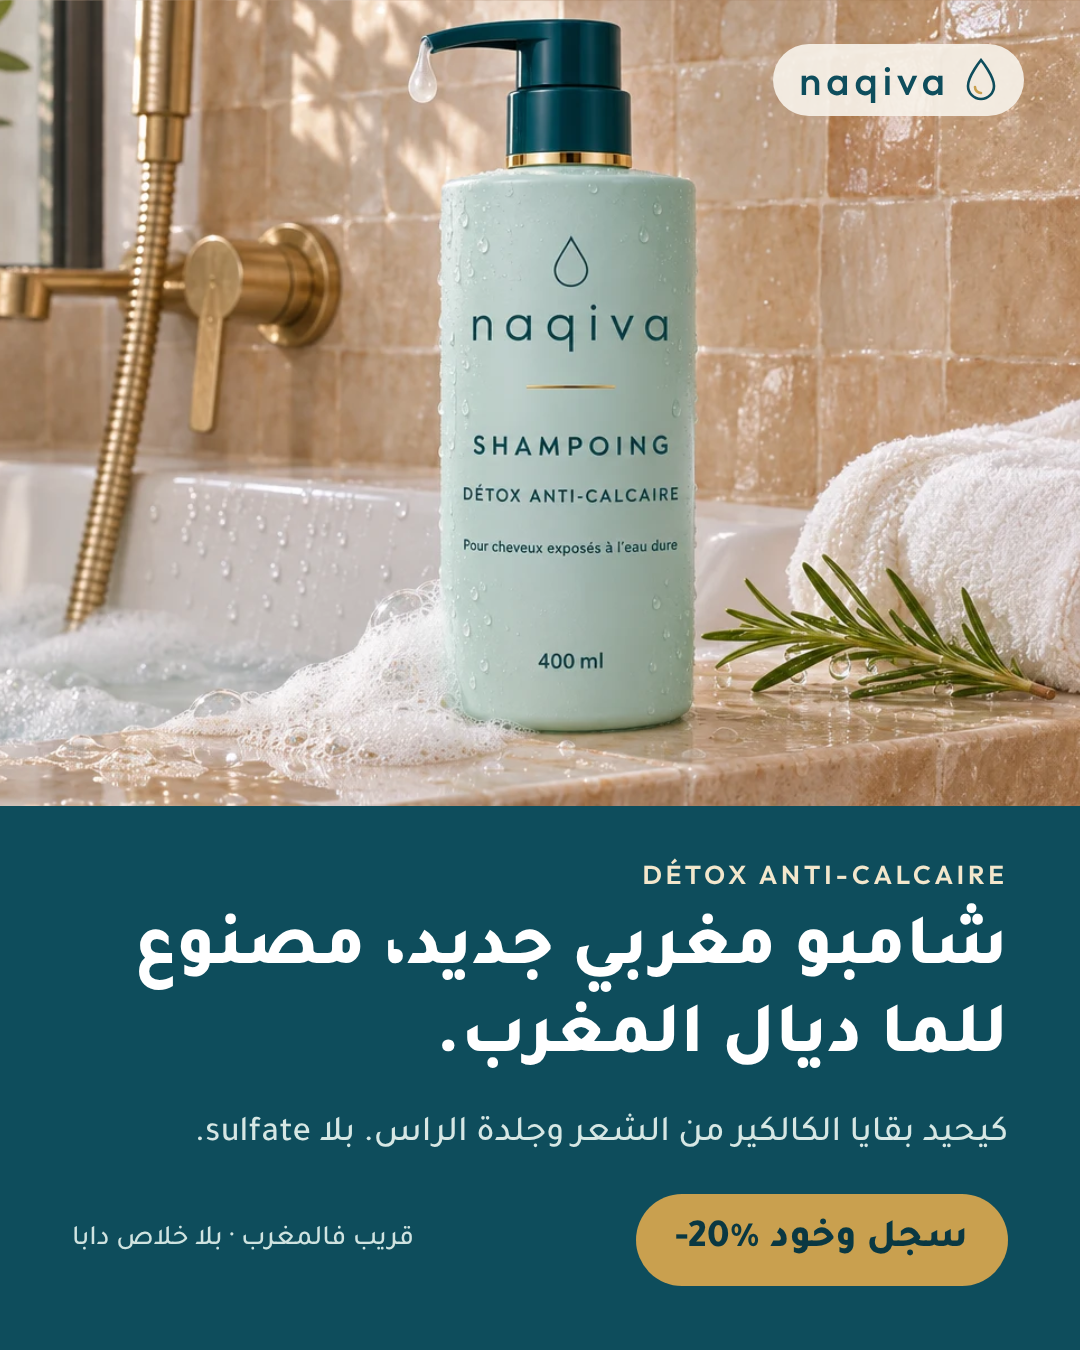 naqiva
naqiva
SHAMPOING
DÉTOX ANTI-CALCAIRE
Pour cheveux exposés à l'eau dure
400 ml
DÉTOX ANTI-CALCAIRE
شامبو مغربي جديد، مصنوع
للما ديال المغرب.
كيحيد بقايا الكالكير من الشعر وجلدة الراس. بلا sulfate.
سجل وخود 20%-
قريب فالمغرب · بلا خلاص دابا